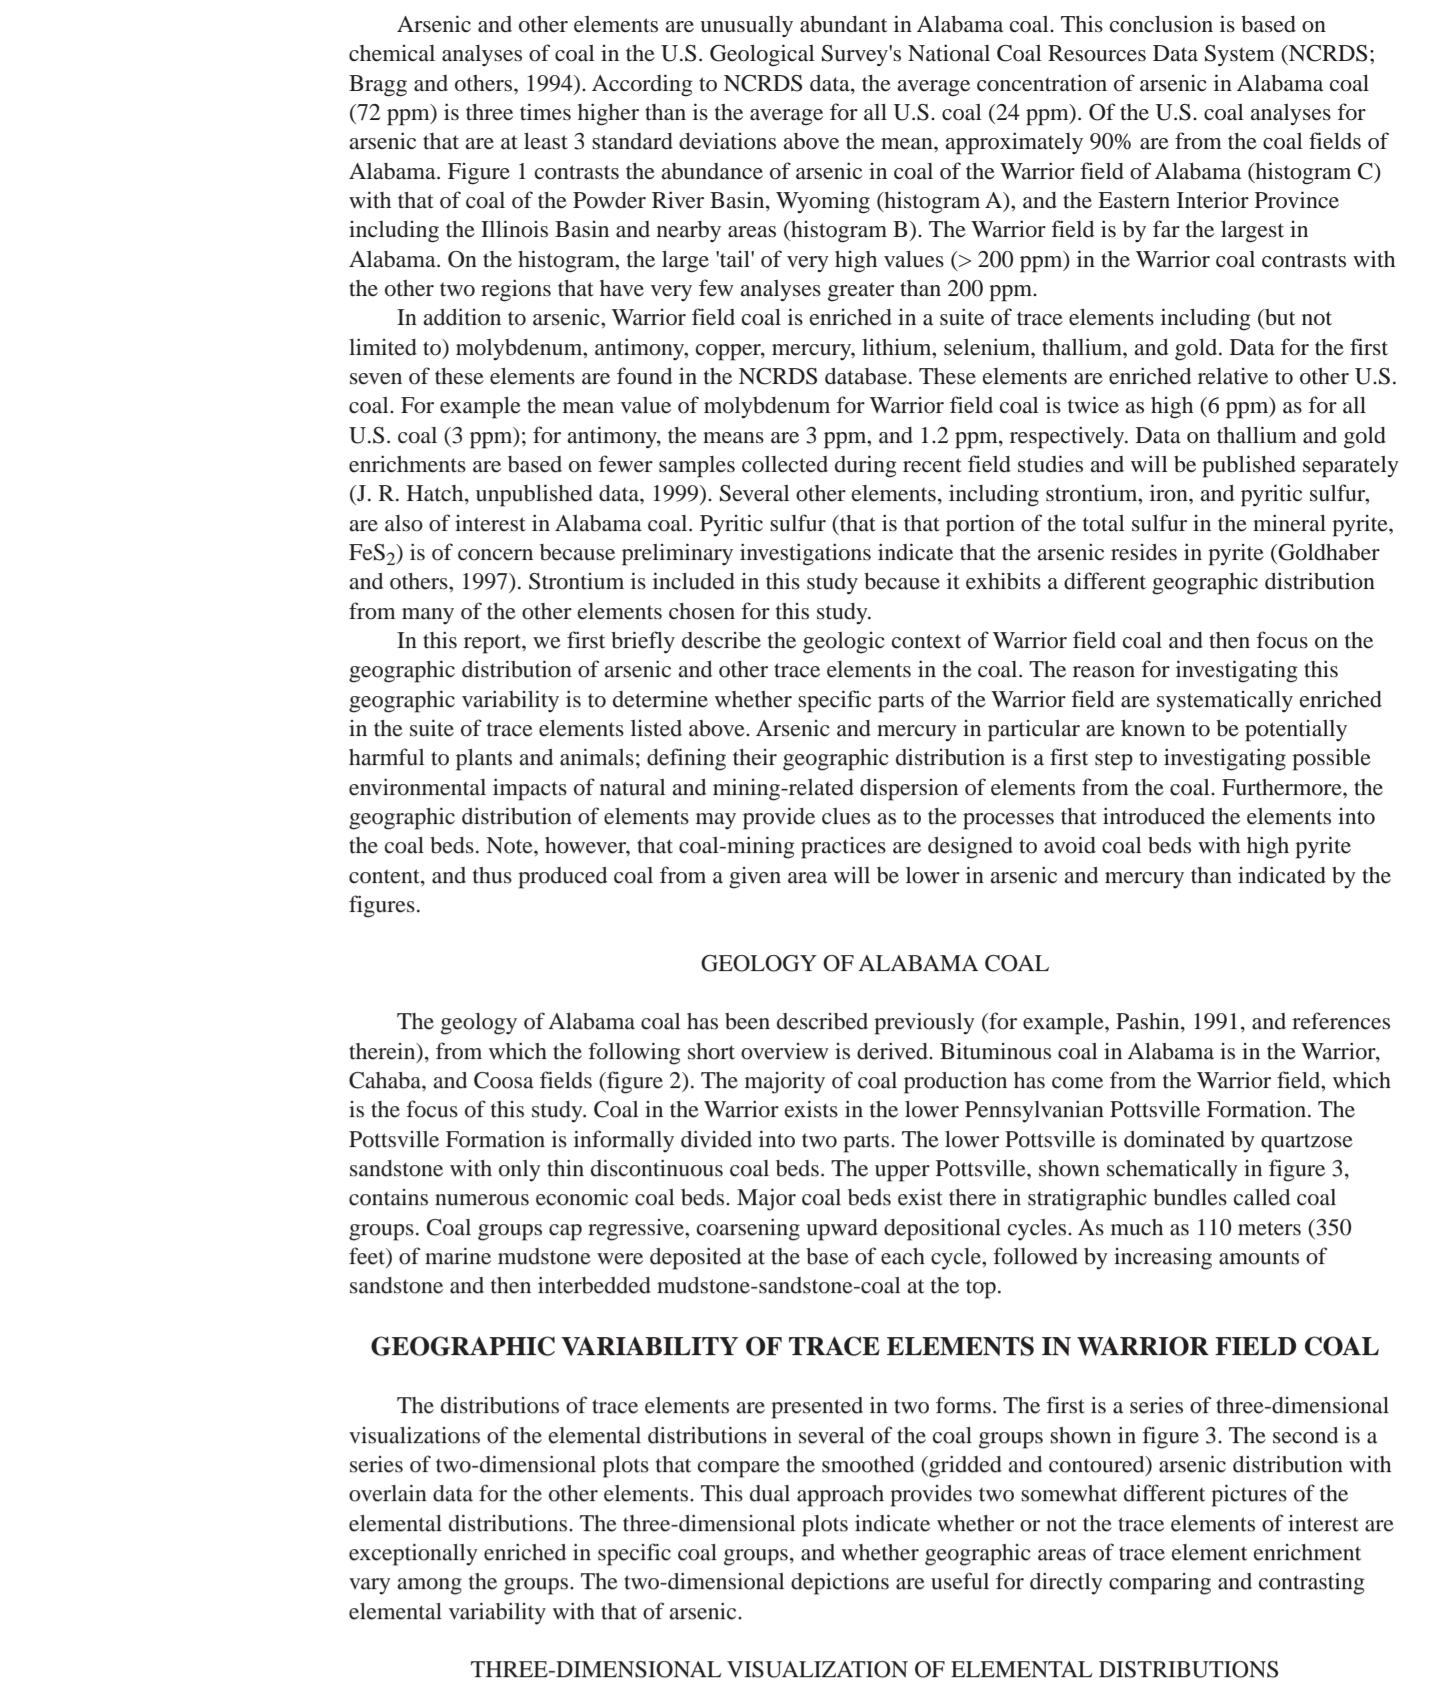 Arsenic and other elements are unusually abundant in Alabama coal. This conclusion is based on
chemical analyses of coal in the U.S. Geological Survey's National Coal Resources Data System (NCRDS;
Bragg and others, 1994). According to NCRDS data, the average concentration of arsenic in Alabama coal
(72 ppm) is three times higher than is the average for all U.S. coal (24 ppm). Of the U.S. coal analyses for
arsenic that are at least 3 standard deviations above the mean, approximately 90% are from the coal fields of
Alabama. Figure 1 contrasts the abundance of arsenic in coal of the Warrior field of Alabama (histogram C)
with that of coal of the Powder River Basin, Wyoming (histogram A), and the Eastern Interior Province
including the Illinois Basin and nearby areas (histogram B). The Warrior field is by far the largest in
Alabama. On the histogram, the large 'tail' of very high values (> 200 ppm) in the Warrior coal contrasts with
the other two regions that have very few analyses greater than 200 ppm.
In addition to arsenic, Warrior field coal is enriched in a suite of trace elements including (but not
limited to) molybdenum, antimony, copper, mercury, lithium, selenium, thallium, and gold. Data for the first
seven of these elements are found in the NCRDS database. These elements are enriched relative to other U.S.
coal. For example the mean value of molybdenum for Warrior field coal is twice as high (6 ppm) as for all
U.S. coal (3 ppm); for antimony, the means are 3 ppm, and 1.2 ppm, respectively. Data on thallium and gold
enrichments are based on fewer samples collected during recent field studies and will be published separately
(J. R. Hatch, unpublished data, 1999). Several other elements, including strontium, iron, and pyritic sulfur,
are also of interest in Alabama coal. Pyritic sulfur (that is that portion of the total sulfur in the mineral pyrite,
FeS2) is of concern because preliminary investigations indicate that the arsenic resides in pyrite (Goldhaber
and others, 1997). Strontium is included in this study because it exhibits a different geographic distribution
from many of the other elements chosen for this study.
In this report, we first briefly describe the geologic context of Warrior field coal and then focus on the
geographic distribution of arsenic and other trace elements in the coal. The reason for investigating this
geographic variability is to determine whether specific parts of the Warrior field are systematically enriched
in the suite of trace elements listed above. Arsenic and mercury in particular are known to be potentially
harmful to plants and animals; defining their geographic distribution is a first step to investigating possible
environmental impacts of natural and mining-related dispersion of elements from the coal. Furthermore, the
geographic distribution of elements may provide clues as to the processes that introduced the elements into
the coal beds. Note, however, that coal-mining practices are designed to avoid coal beds with high pyrite
content, and thus produced coal from a given area will be lower in arsenic and mercury than indicated by the
figures.
GEOLOGY OF ALABAMA COAL
The geology of Alabama coal has been described previously (for example, Pashin, 1991, and references
therein), from which the following short overview is derived. Bituminous coal in Alabama is in the Warrior,
Cahaba, and Coosa fields (figure 2). The majority of coal production has come from the Warrior field, which
is the focus of this study. Coal in the Warrior exists in the lower Pennsylvanian Pottsville Formation. The
Pottsville Formation is informally divided into two parts. The lower Pottsville is dominated by quartzose
sandstone with only thin discontinuous coal beds. The upper Pottsville, shown schematically in figure 3,
contains numerous economic coal beds. Major coal beds exist there in stratigraphic bundles called coal
groups. Coal groups cap regressive, coarsening upward depositional cycles. As much as 110 meters (350
feet) of marine mudstone were deposited at the base of each cycle, followed by increasing amounts of
sandstone and then interbedded mudstone-sandstone-coal at the top.
GEOGRAPHIC VARIABILITY OF TRACE ELEMENTS IN WARRIOR FIELD COAL
The distributions of trace elements are presented in two forms. The first is a series of three-dimensional
visualizations of the elemental distributions in several of the coal groups shown in figure 3. The second is a
series of two-dimensional plots that compare the smoothed (gridded and contoured) arsenic distribution with
overlain data for the other elements. This dual approach provides two somewhat different pictures of the
elemental distributions. The three-dimensional plots indicate whether or not the trace elements of interest are
exceptionally enriched in specific coal groups, and whether geographic areas of trace element enrichment
vary among the groups. The two-dimensional depictions are useful for directly comparing and contrasting
elemental variability with that of arsenic.
THREE-DIMENSIONAL VISUALIZATION OF ELEMENTAL DISTRIBUTIONS